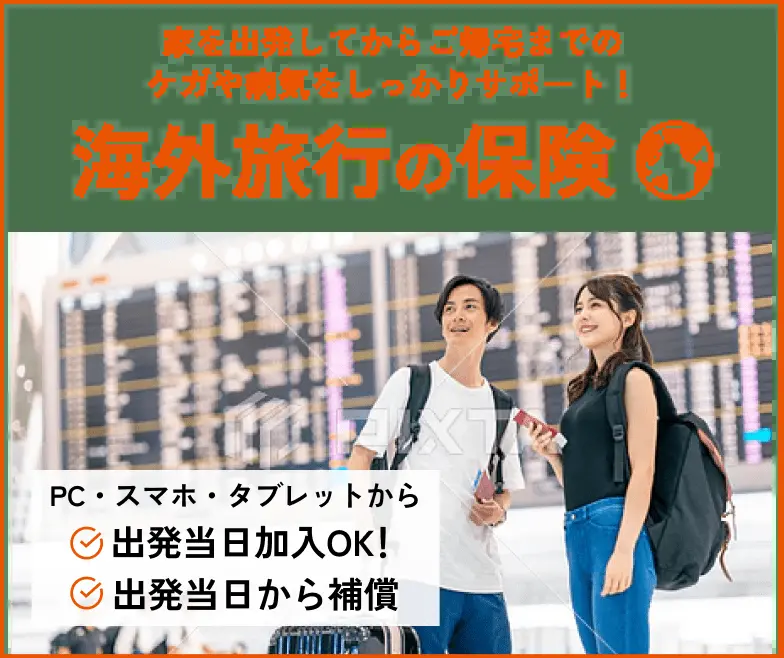 家を出発してからご帰宅までの
ケガや病気をしっかりサポート！
海外旅行の保険
PIXTA
PC・スマホ・タブレットから
出発当日加入OK!
出発当日から補償